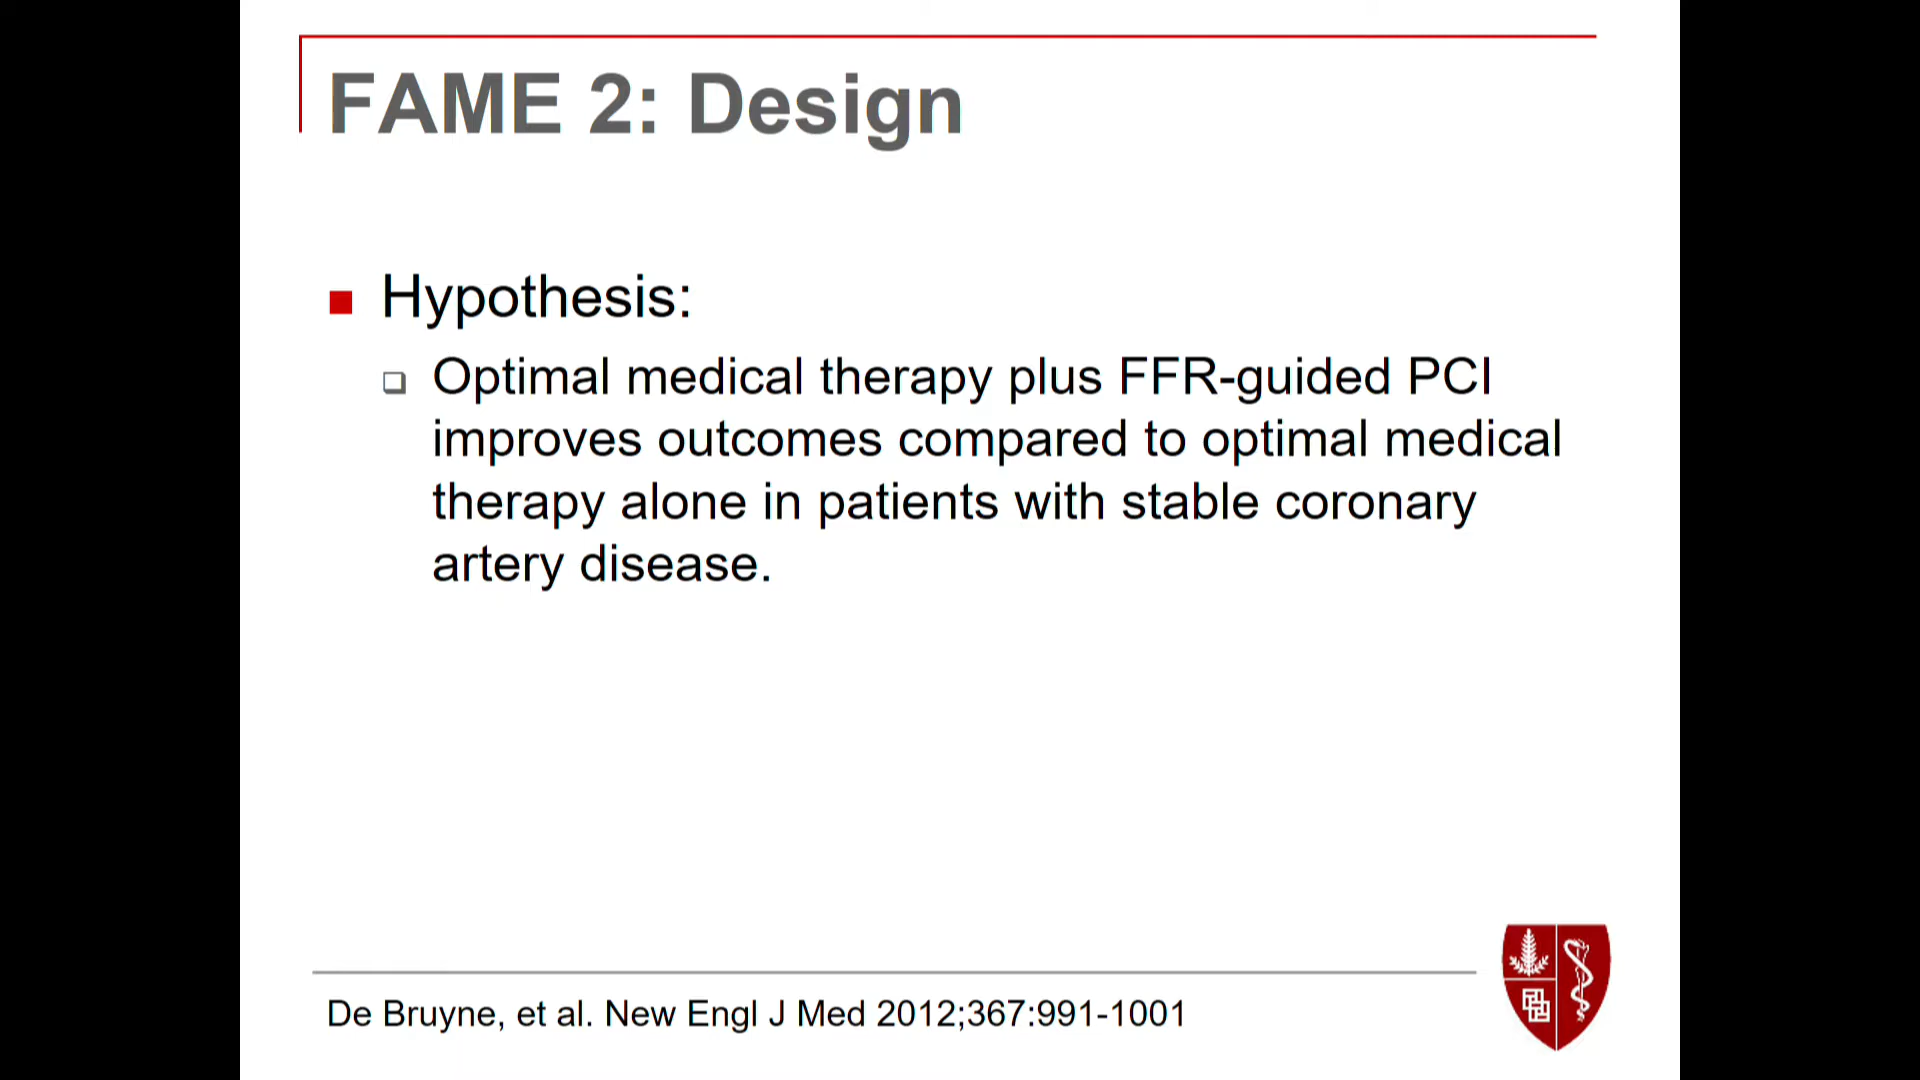 FAME 2: Design
Hypothesis:
Optimal medical therapy plus FFR-guided PCI
improves outcomes compared to optimal medical
therapy alone in patients with stable coronary
artery disease.
De Bruyne, et al. New Engl J Med 2012;367:991-1001